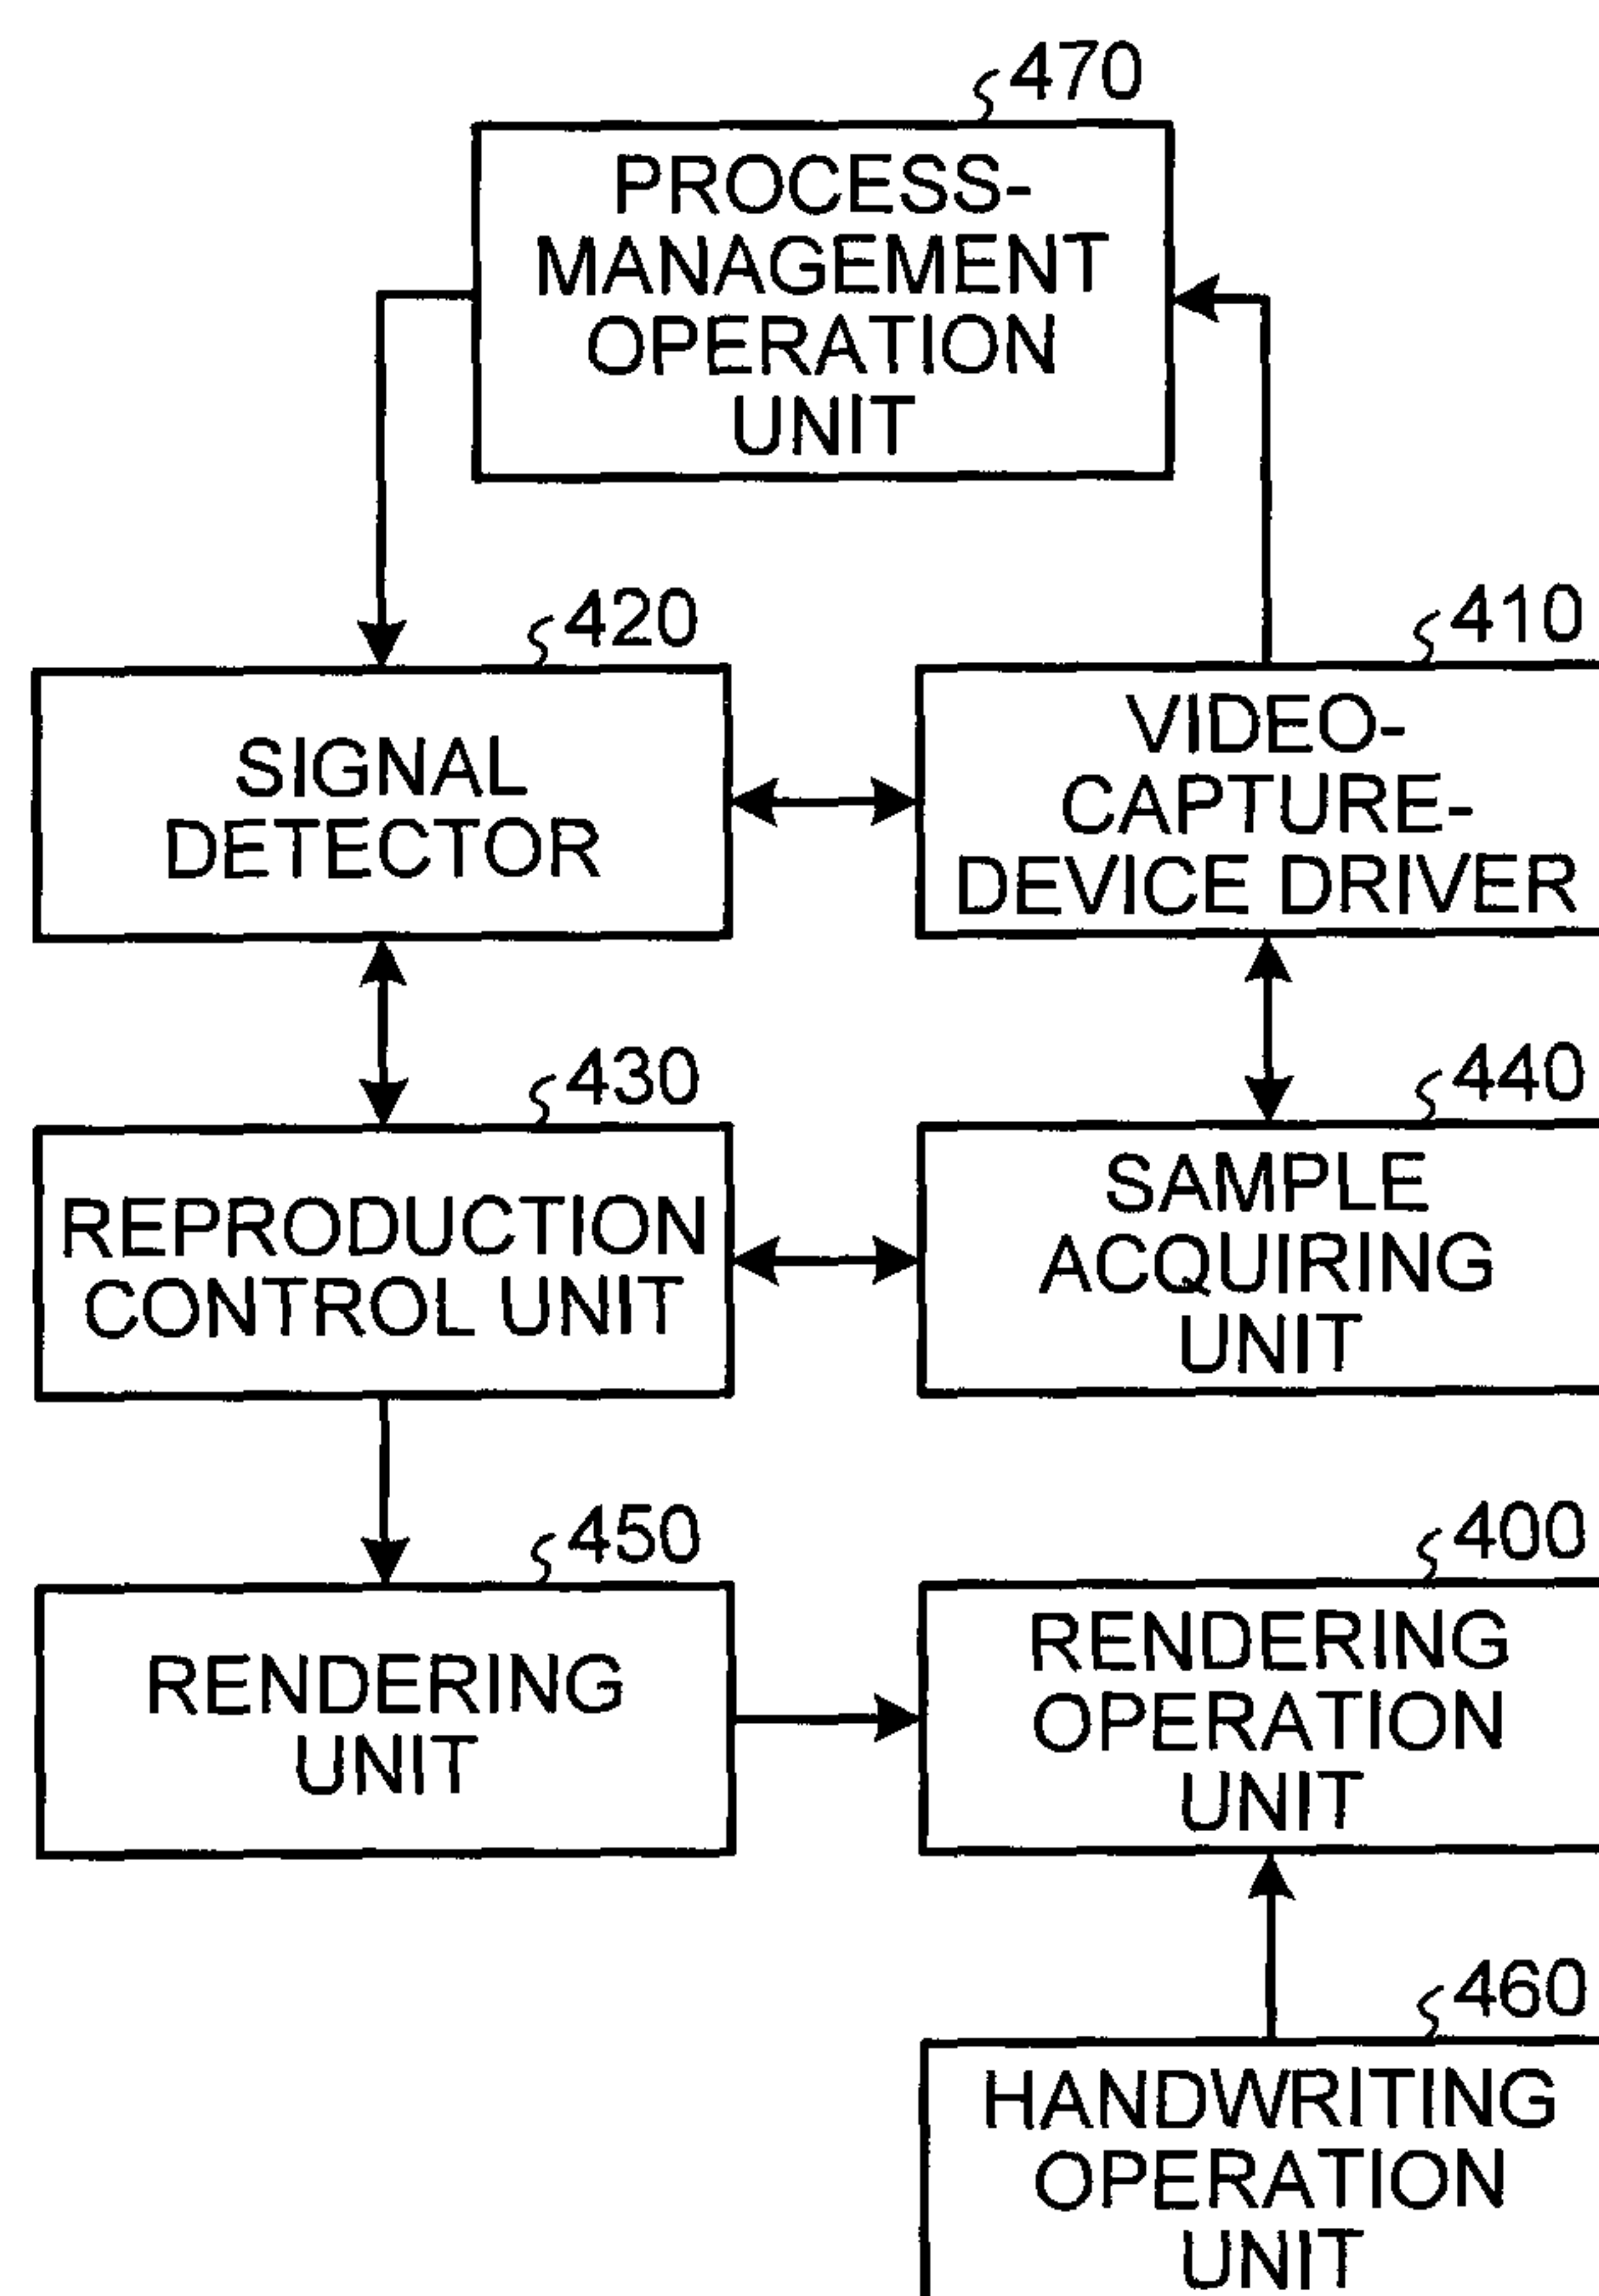 470
PROCESS-
MANAGEMENT
OPERATION
UNIT
420
SIGNAL
DETECTOR
410
VIDEO-
CAPTURE-
DEVICE DRIVER
430
REPRODUCTION
CONTROL UNIT
440
SAMPLE
ACQUIRING
UNIT
450
RENDERING
UNIT
400
RENDERING
OPERATION
UNIT
460
HANDWRITING
OPERATION
UNIT